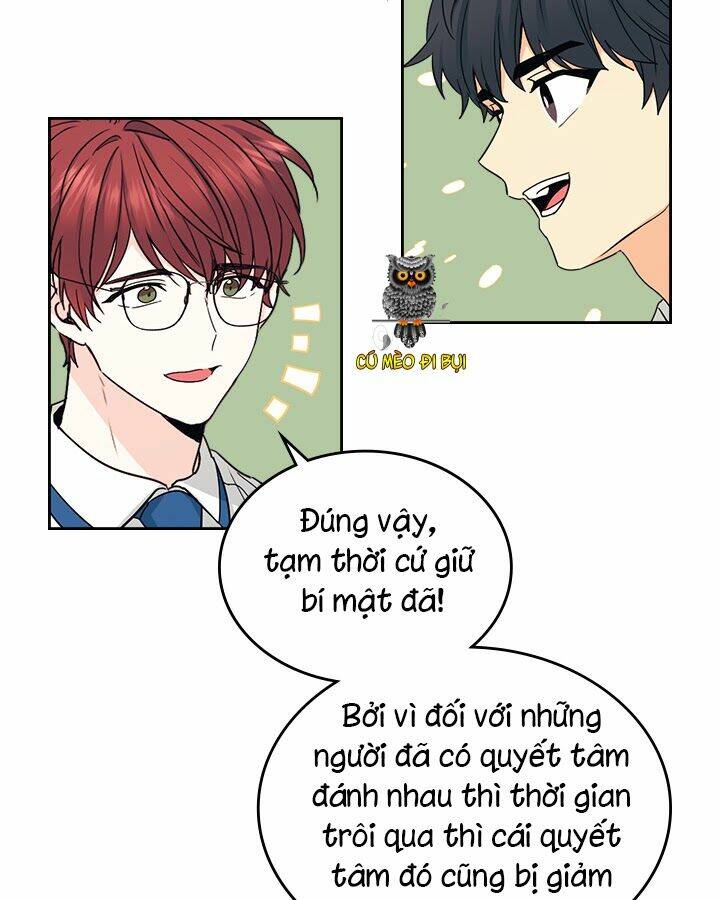 CÚ MÈO ĐI BỤI
Đúng vậy,
tạm thời cứ giữ
bí mật đã!
Bởi vì đối với những
người đã có quyết tâm
đánh nhau thì thời gian
trôi qua thì cái quyết
tâm đó cũng bị giảm